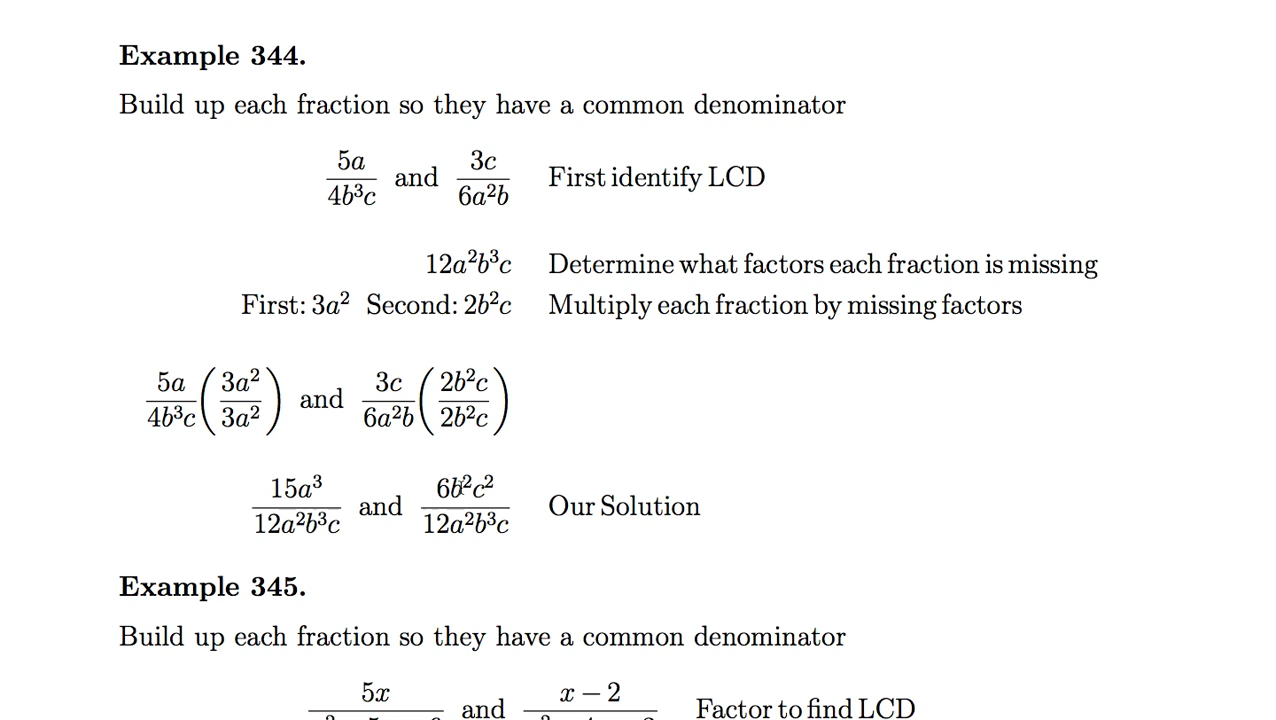 Example 344.
Build up each fraction so they have a common denominator
5a/4b³c and 3c/6a²b First identify LCD
12a²b³c Determine what factors each fraction is missing
First: 3a² Second: 2b²c Multiply each fraction by missing factors
5a/4b³c (3a²/3a²) and 3c/6a²b (2b²c/2b²c)
15a³/12a²b³c and 6b²c²/12a²b³c Our Solution
Example 345.
Build up each fraction so they have a common denominator
5x and x − 2 Factor to find LCD